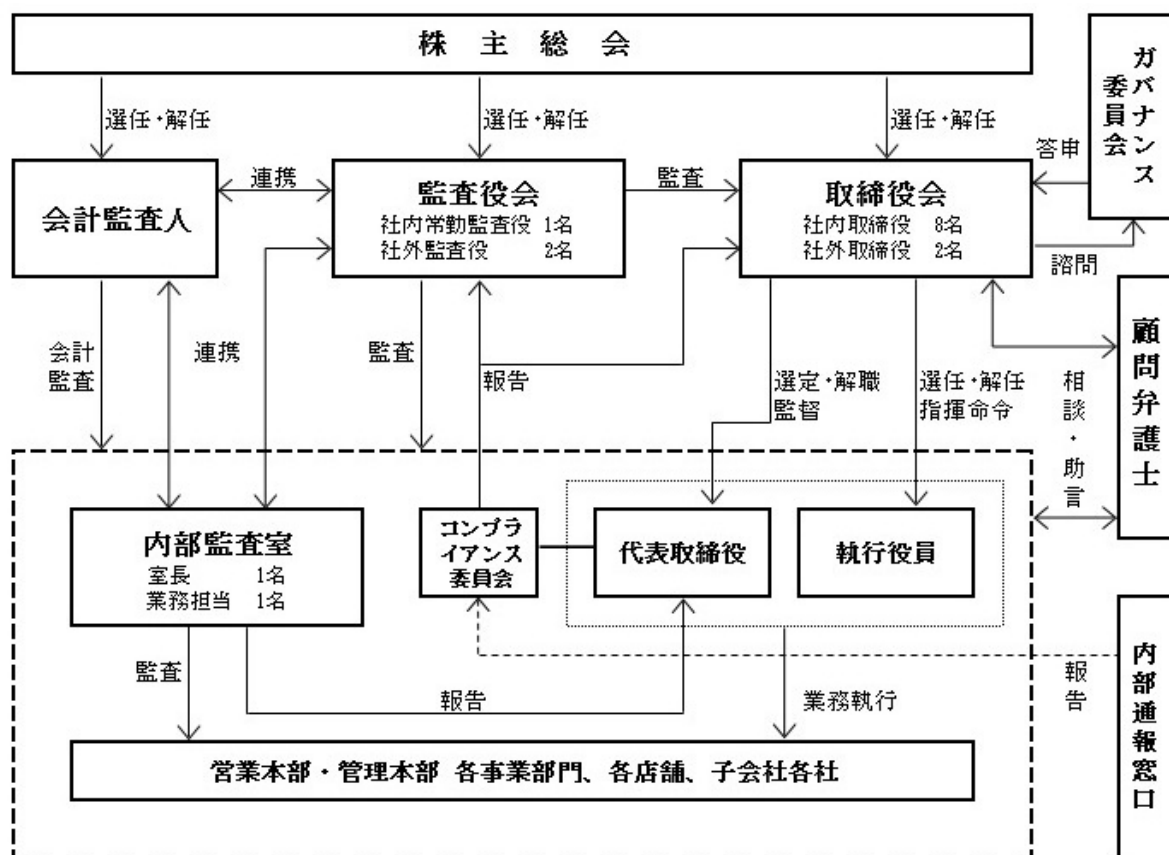 株主総会
ガバナンス
委員会
選任・解任
選任・解任
選任・解任
答申
会計監査人
連携
監査役会
社内常勤監査役 1名
社外監査役 2名
監査
取締役会
社内取締役 8名
社外取締役 2名
諮問
顧問弁護士
会計
監査
連携
監査
報告
選定・解職
監督
選任・解任
指揮命令
相談・助言
内部監査室
室長 1名
業務担当 1名
コンプラ
イアンス
委員会
代表取締役
執行役員
監査
報告
業務執行
報告
内部通報窓口
営業本部・管理本部 各事業部門、各店舗、子会社各社